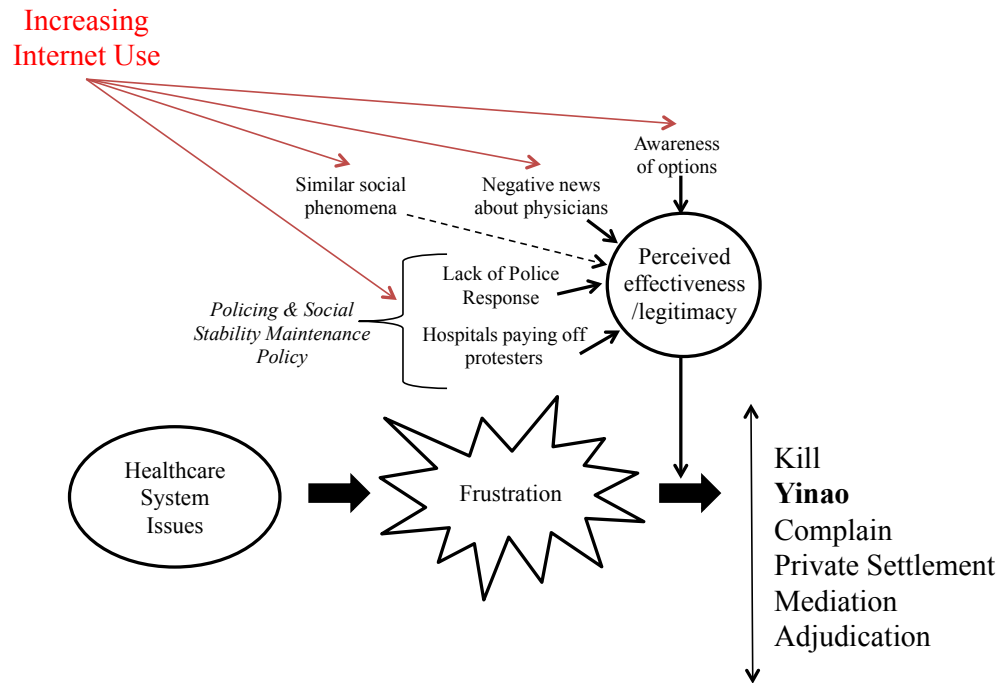 Increasing
Internet Use
Awareness
of options
Similar social
phenomena
Negative news
about physicians
Perceived
effectiveness
/legitimacy
Lack of Police
Response
Policing & Social
Stability Maintenance
Policy
Hospitals paying off
protesters
Healthcare
System
Issues
Frustration
Kill
Yinao
Complain
Private Settlement
Mediation
Adjudication